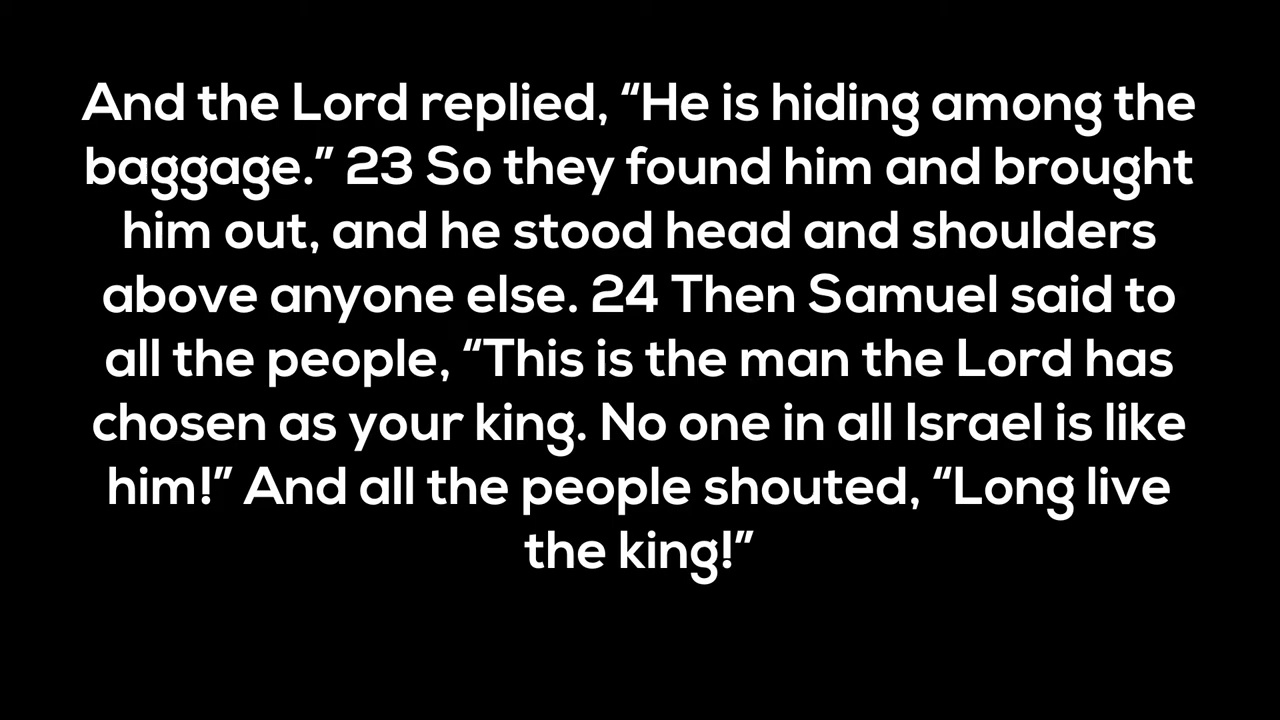 And the Lord replied, “He is hiding among the
baggage.” 23 So they found him and brought
him out, and he stood head and shoulders
above anyone else. 24 Then Samuel said to
all the people, “This is the man the Lord has
chosen as your king. No one in all Israel is like
him!” And all the people shouted, “Long live
the king!”